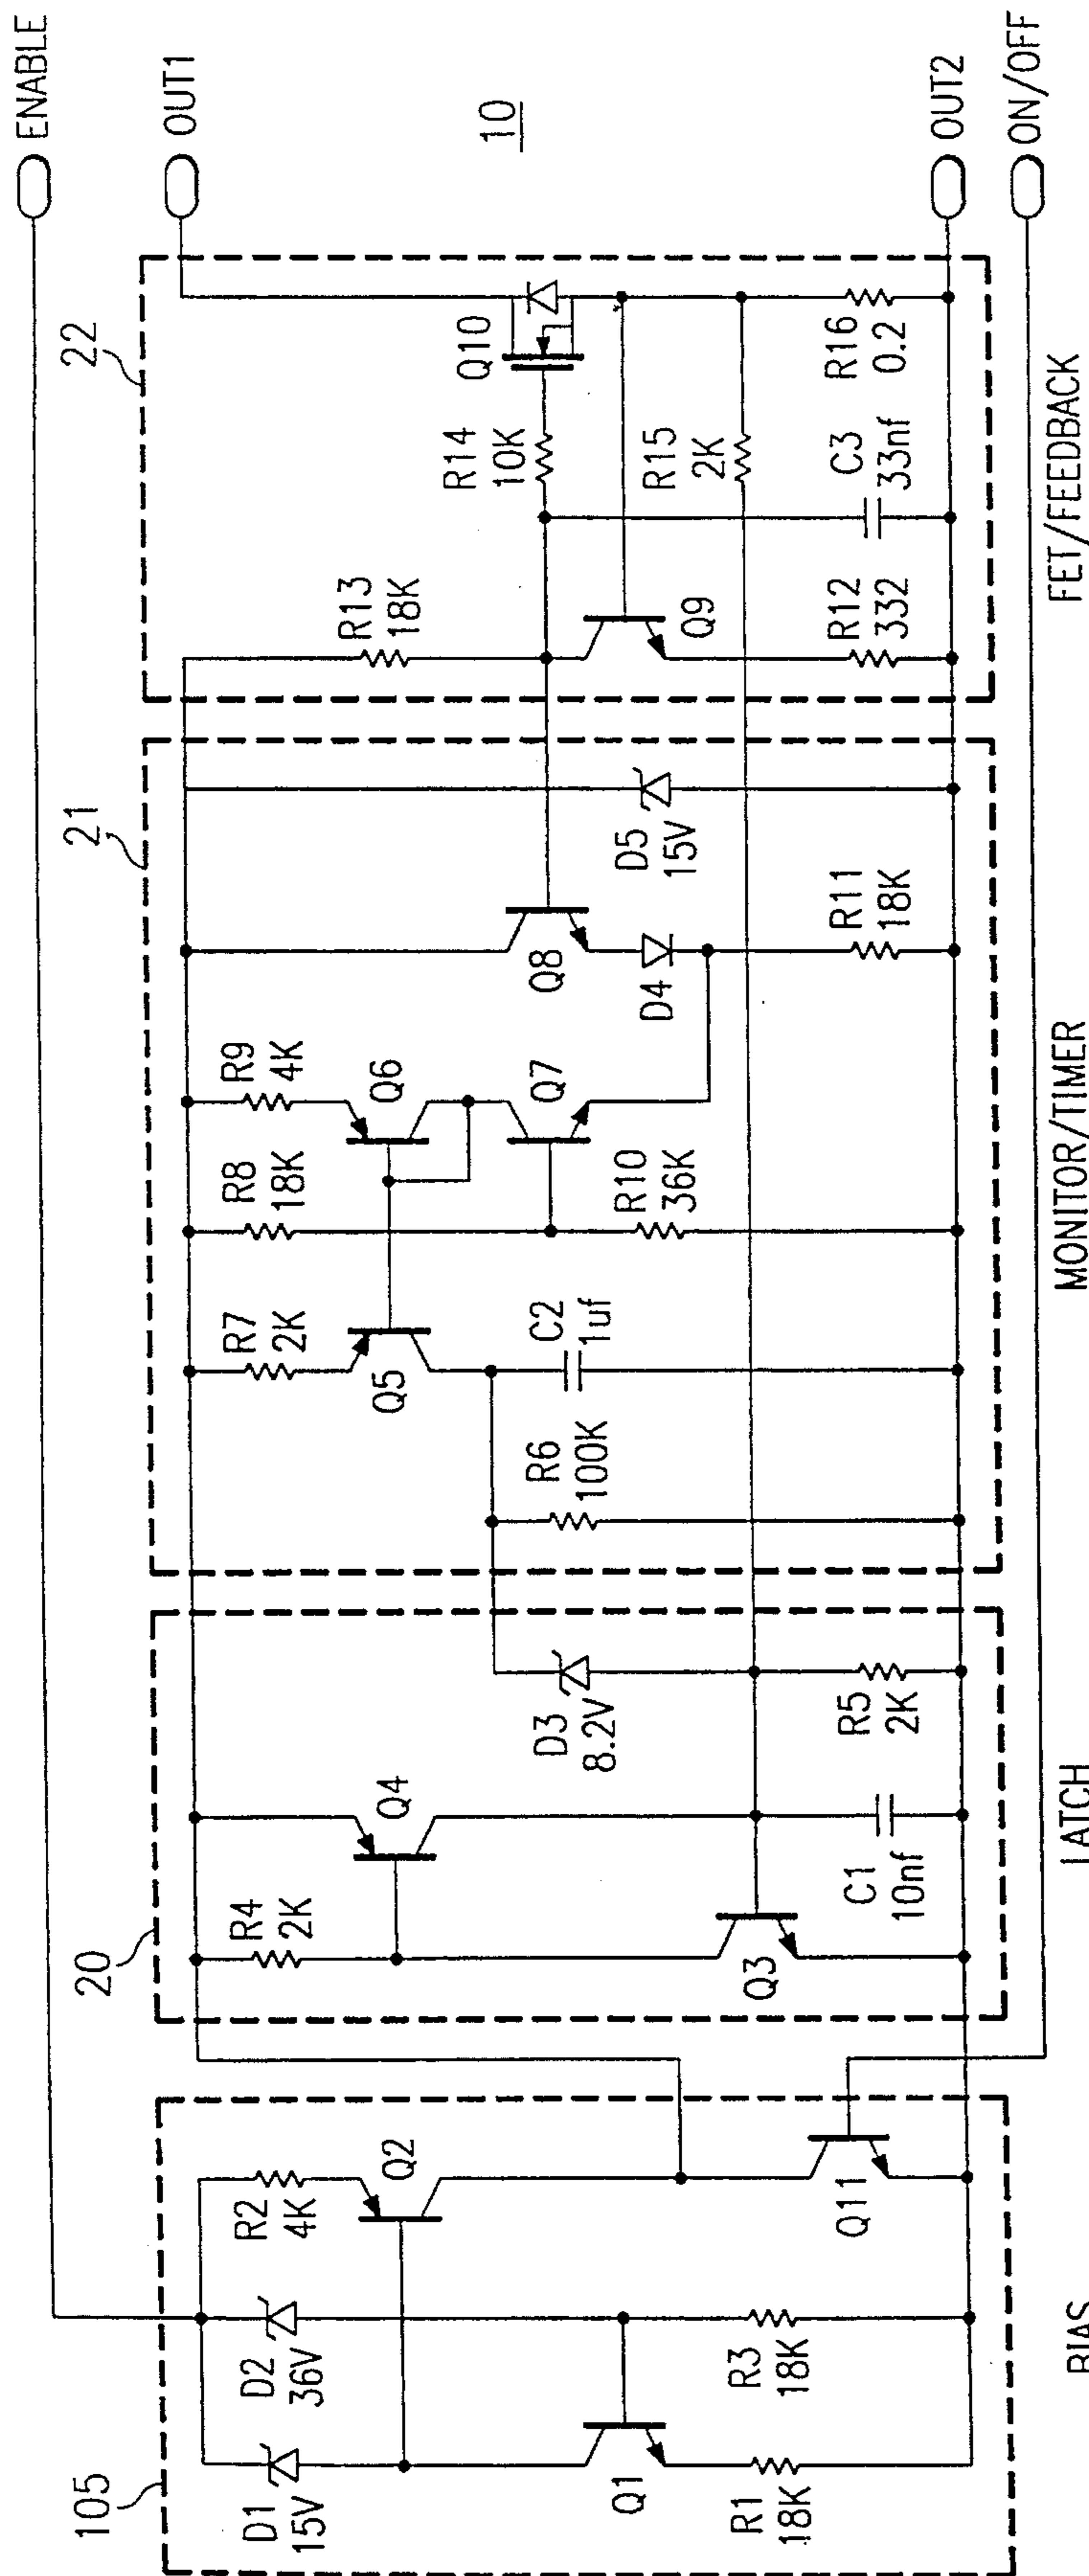 ENABLE
OUT1
10
OUT2
ON/OFF
22
Q10
R14
10K
R15
2K
R16
0.2
C3
33nf
R13
18K
Q9
R12
332
FET/FEEDBACK
21
D5
15V
Q8
D4
R11
18K
R9
4K
Q6
Q7
R8
18K
R10
36K
R7
2K
Q5
C2
1uf
R6
100K
MONITOR/TIMER
20
D3
8.2V
R5
2K
Q4
C1
10nf
R4
2K
Q3
LATCH
105
R2
4K
Q2
Q11
D2
36V
R3
18K
D1
15V
Q1
R1
18K
BIAS